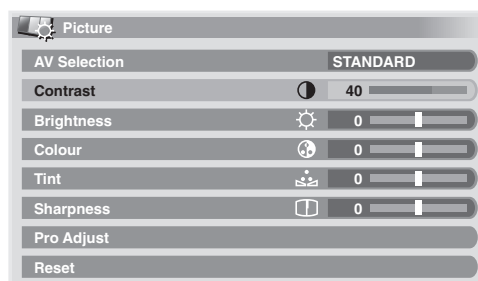 Picture
AV Selection STANDARD
Contrast 40
Brightness 0
Colour 0
Tint 0
Sharpness 0
Pro Adjust
Reset